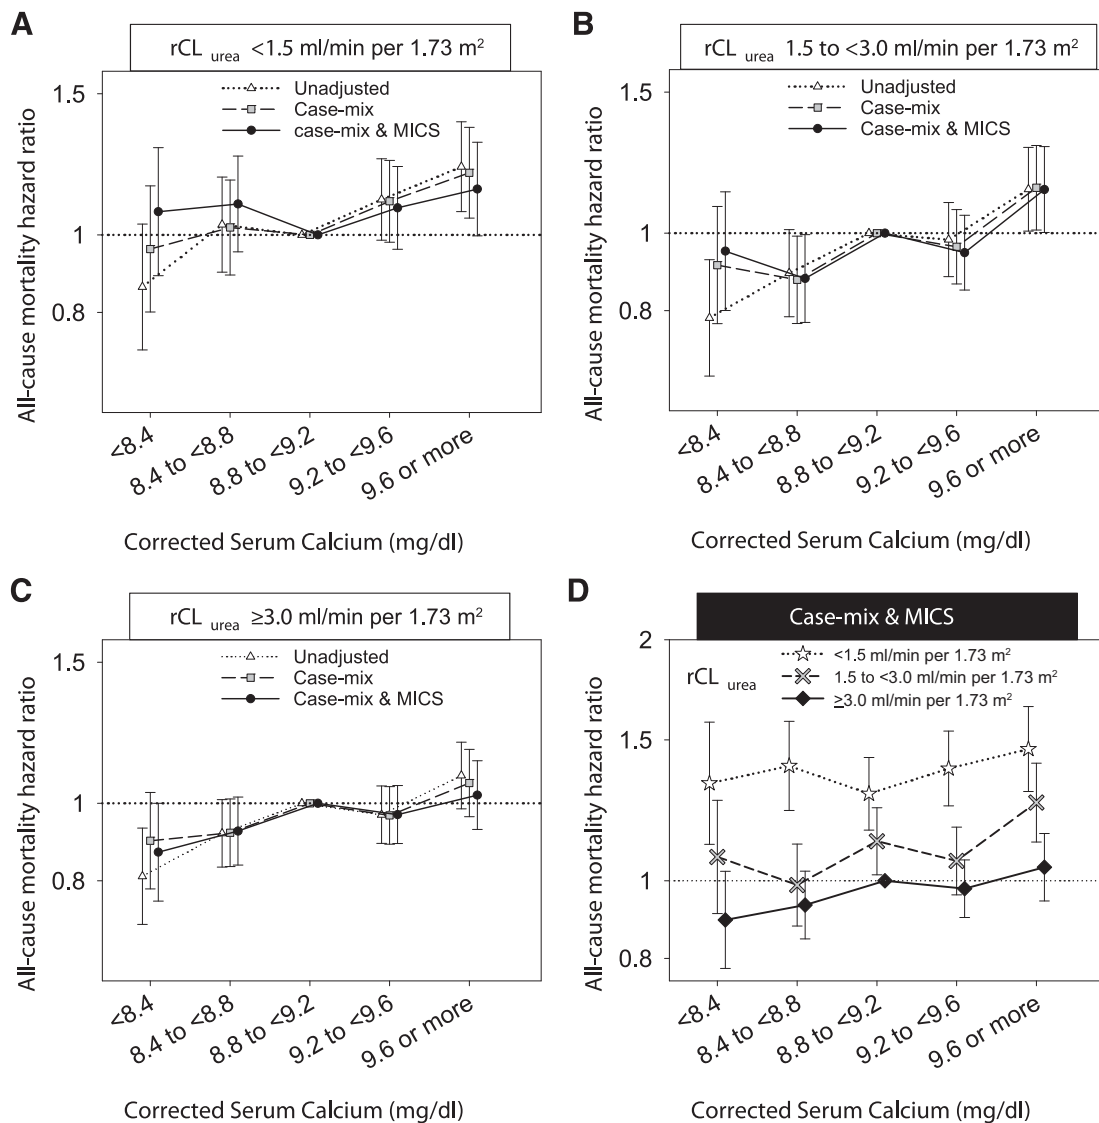 A
rCL urea <1.5 ml/min per 1.73 m²
Unadjusted
Case-mix
case-mix & MICS
All-cause mortality hazard ratio
1.5
1
0.8
<8.4
8.4 to <8.8
8.8 to <9.2
9.2 to <9.6
9.6 or more
Corrected Serum Calcium (mg/dl)
B
rCL urea 1.5 to <3.0 ml/min per 1.73 m²
Unadjusted
Case-mix
Case-mix & MICS
All-cause mortality hazard ratio
1.5
1
0.8
<8.4
8.4 to <8.8
8.8 to <9.2
9.2 to <9.6
9.6 or more
Corrected Serum Calcium (mg/dl)
C
rCL urea ≥3.0 ml/min per 1.73 m²
Unadjusted
Case-mix
Case-mix & MICS
All-cause mortality hazard ratio
1.5
1
0.8
<8.4
8.4 to <8.8
8.8 to <9.2
9.2 to <9.6
9.6 or more
Corrected Serum Calcium (mg/dl)
D
Case-mix & MICS
rCL urea
<1.5 ml/min per 1.73 m²
1.5 to <3.0 ml/min per 1.73 m²
≥3.0 ml/min per 1.73 m²
All-cause mortality hazard ratio
2
1.5
1
0.8
<8.4
8.4 to <8.8
8.8 to <9.2
9.2 to <9.6
9.6 or more
Corrected Serum Calcium (mg/dl)